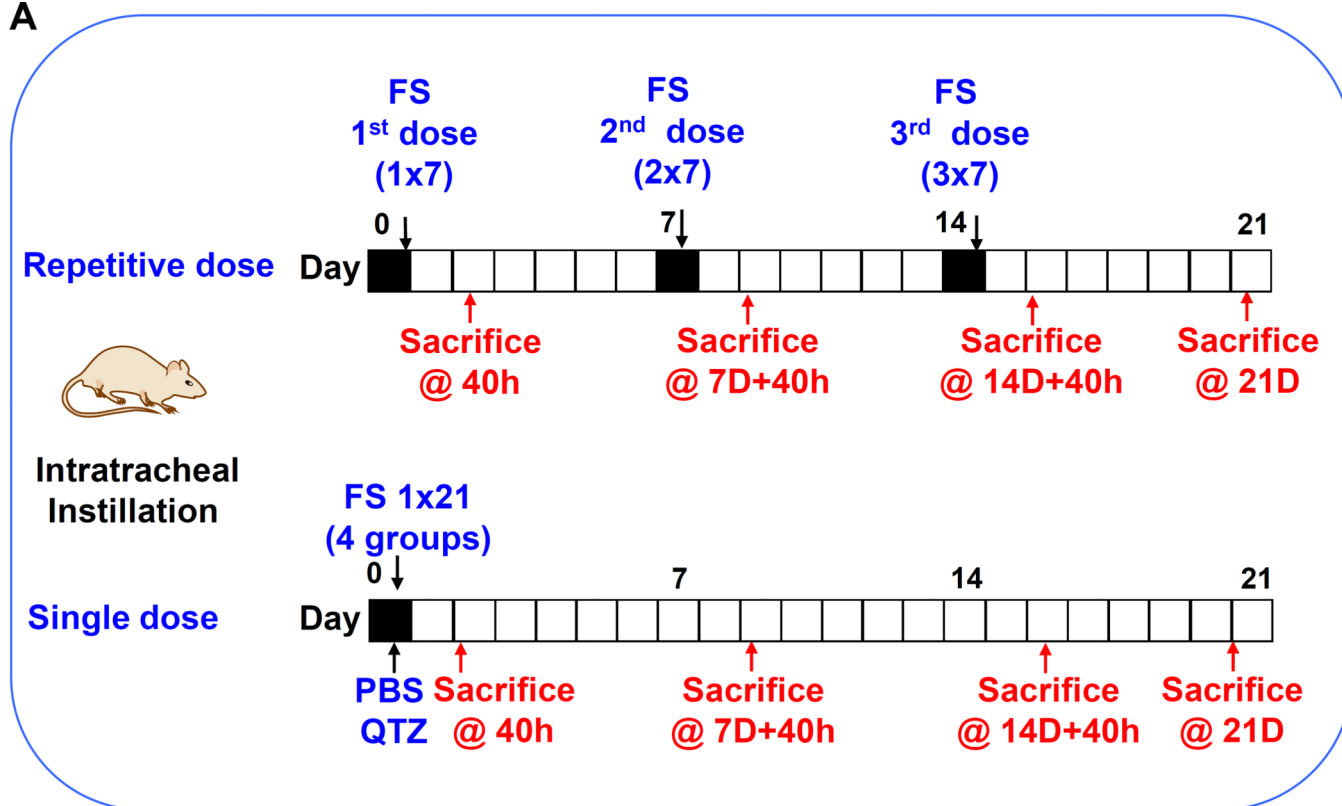 A
FS
1st dose
(1x7)
FS
2nd dose
(2x7)
FS
3rd dose
(3x7)
0 7 14 21
Repetitive dose
Day
Sacrifice
@ 40h
Sacrifice
@ 7D+40h
Sacrifice
@ 14D+40h
Sacrifice
@ 21D
Intratracheal
Instillation
FS 1x21
(4 groups)
0 7 14 21
Single dose
Day
PBS
QTZ
Sacrifice
@ 40h
Sacrifice
@ 7D+40h
Sacrifice
@ 14D+40h
Sacrifice
@ 21D